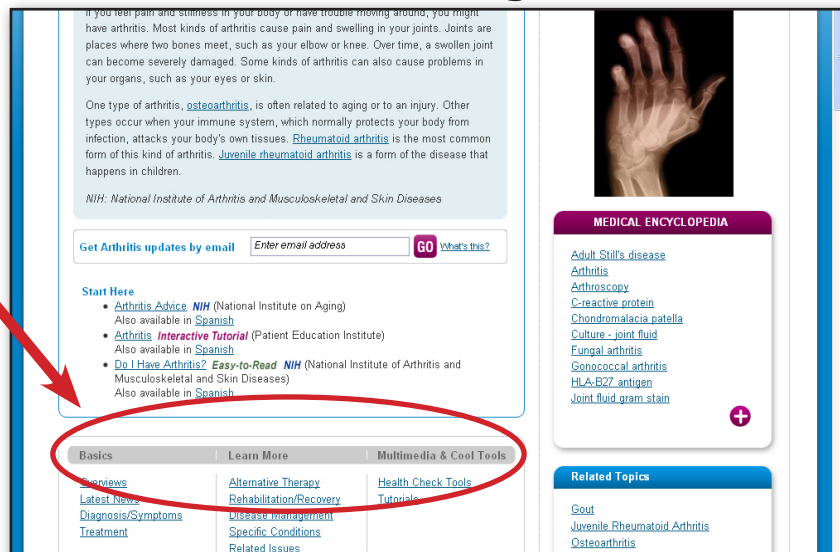 If you feel pain and stiffness in your body or have trouble moving around, you might
have arthritis. Most kinds of arthritis cause pain and swelling in your joints. Joints are
places where two bones meet, such as your elbow or knee. Over time, a swollen joint
can become severely damaged. Some kinds of arthritis can also cause problems in
your organs, such as your eyes or skin.
One type of arthritis, osteoarthritis, is often related to aging or to an injury. Other
types occur when your immune system, which normally protects your body from
infection, attacks your body's own tissues. Rheumatoid arthritis is the most common
form of this kind of arthritis. Juvenile rheumatoid arthritis is a form of the disease that
happens in children.
NIH: National Institute of Arthritis and Musculoskeletal and Skin Diseases
Get Arthritis updates by email Enter email address GO What's this?
Start Here
• Arthritis Advice NIH (National Institute on Aging)
Also available in Spanish
• Arthritis Interactive Tutorial (Patient Education Institute)
Also available in Spanish
• Do I Have Arthritis? Easy-to-Read NIH (National Institute of Arthritis and
Musculoskeletal and Skin Diseases)
Also available in Spanish
Basics
Overviews
Latest News
Diagnosis/Symptoms
Treatment
Learn More
Alternative Therapy
Rehabilitation/Recovery
Disease Management
Specific Conditions
Related Issues
Multimedia & Cool Tools
Health Check Tools
Tutorials
MEDICAL ENCYCLOPEDIA
Adult Still's disease
Arthritis
Arthroscopy
C-reactive protein
Chondromalacia patella
Culture - joint fluid
Fungal arthritis
Gonococcal arthritis
HLA-B27 antigen
Joint fluid gram stain
Related Topics
Gout
Juvenile Rheumatoid Arthritis
Osteoarthritis